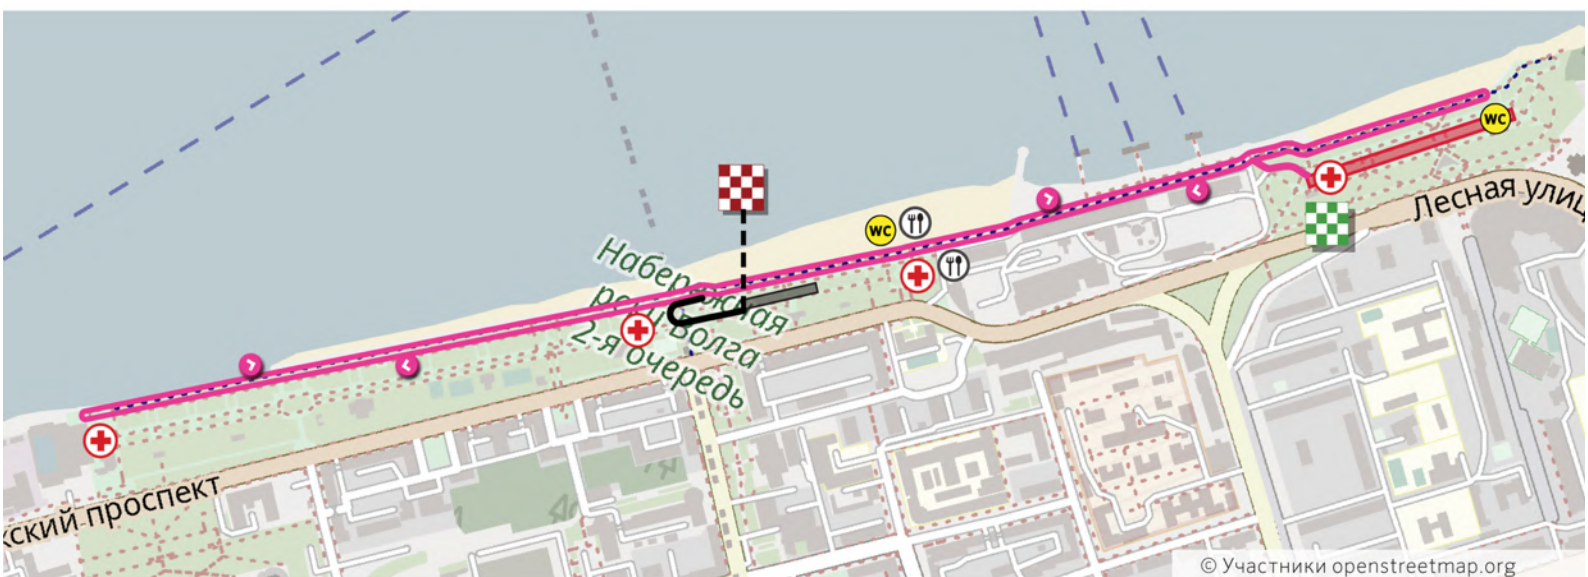 WC
Лесная улиц
WC
Набережная
реки Волга
2-я очередь
ский проспект
© Участники openstreetmap.org